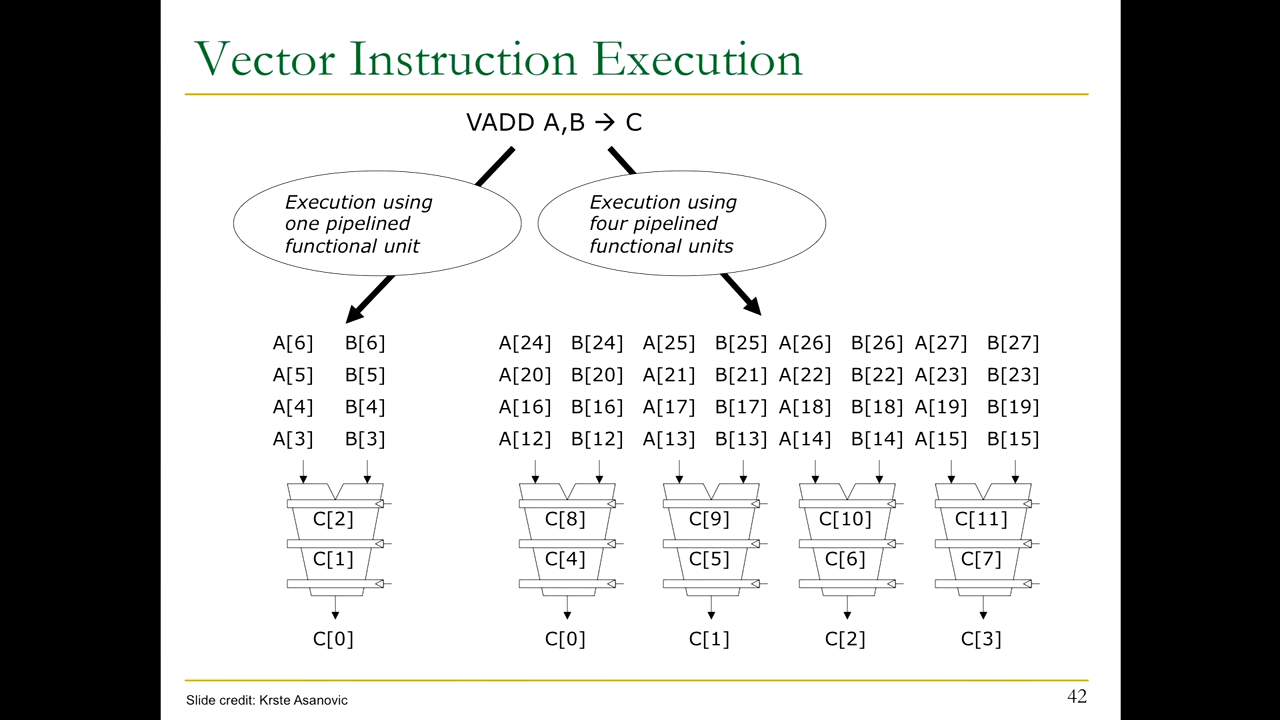 Vector Instruction Execution
VADD A,B → C
Execution using
one pipelined
functional unit
Execution using
four pipelined
functional units
A[6] B[6]
A[5] B[5]
A[4] B[4]
A[3] B[3]
C[2]
C[1]
C[0]
A[24] B[24] A[25] B[25] A[26] B[26] A[27] B[27]
A[20] B[20] A[21] B[21] A[22] B[22] A[23] B[23]
A[16] B[16] A[17] B[17] A[18] B[18] A[19] B[19]
A[12] B[12] A[13] B[13] A[14] B[14] A[15] B[15]
C[8] C[9] C[10] C[11]
C[4] C[5] C[6] C[7]
C[0] C[1] C[2] C[3]
Slide credit: Krste Asanovic
42